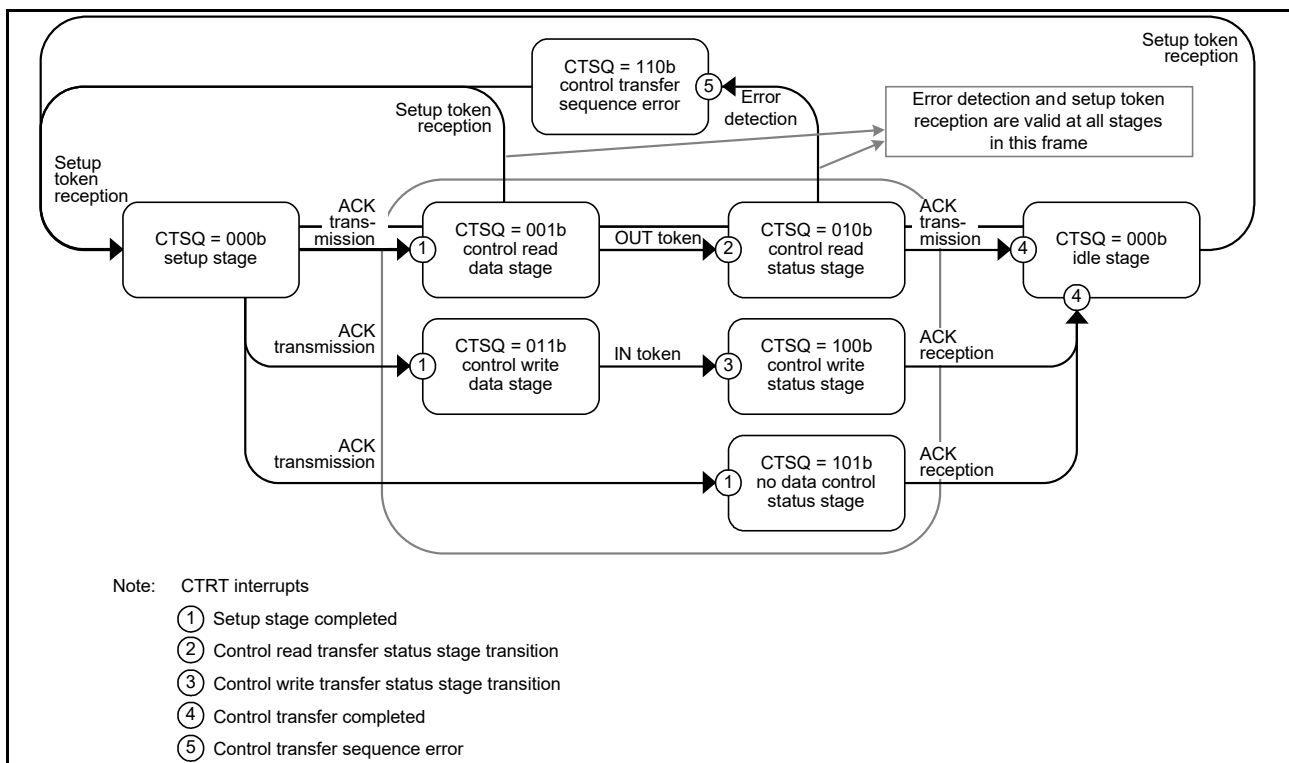 Setup token
reception
CTSQ = 110b
control transfer
sequence error
5
Error
detection
Setup token
reception
Error detection and setup token
reception are valid at all stages
in this frame
Setup
token
reception
CTSQ = 000b
setup stage
ACK
trans-
mission
1
CTSQ = 001b
control read
data stage
OUT token
2
CTSQ = 010b
control read
status stage
ACK
trans-
mission
4
CTSQ = 000b
idle stage
4
ACK
transmission
1
CTSQ = 011b
control write
data stage
IN token
3
CTSQ = 100b
control write
status stage
ACK
reception
ACK
transmission
1
CTSQ = 101b
no data control
status stage
ACK
reception
Note: CTRT interrupts
1 Setup stage completed
2 Control read transfer status stage transition
3 Control write transfer status stage transition
4 Control transfer completed
5 Control transfer sequence error